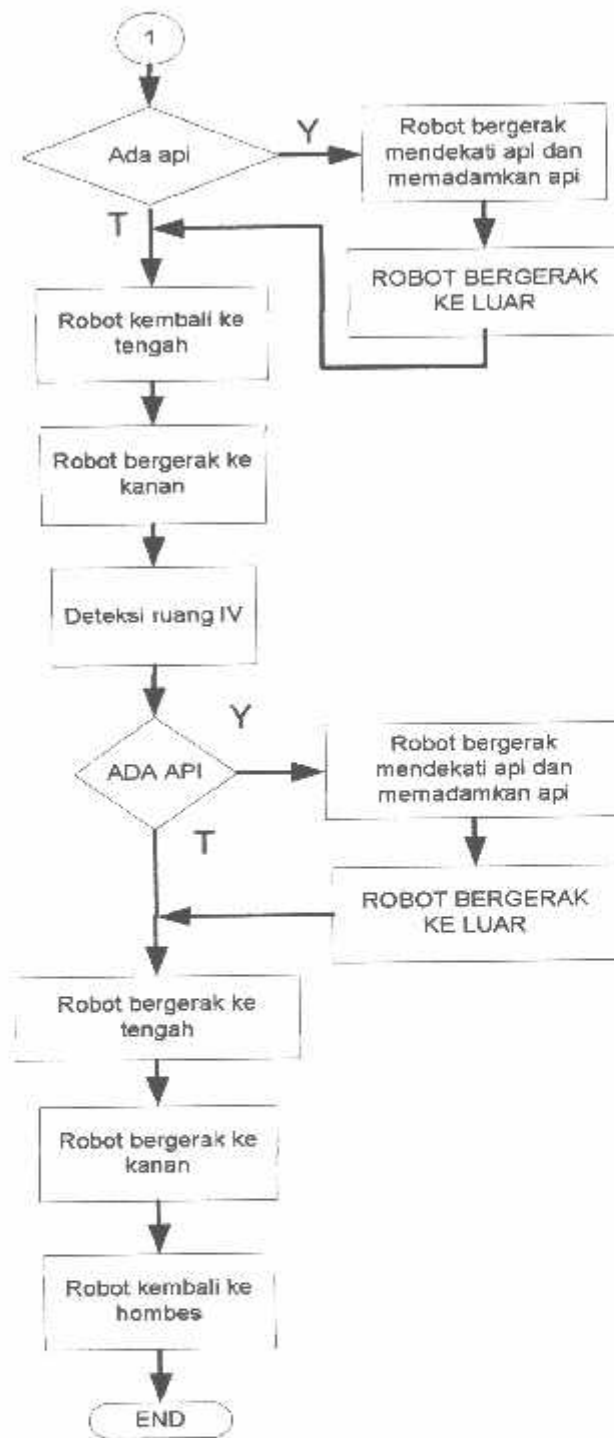 1
Ada api
Y
Robot bergerak
mendekati api dan
memadamkan api
T
ROBOT BERGERAK
KE LUAR
Robot kembali ke
tengah
Robot bergerak ke
kanan
Deteksi ruang IV
ADA API
Y
Robot bergerak
mendekati api dan
memadamkan api
T
ROBOT BERGERAK
KE LUAR
Robot bergerak ke
tengah
Robot bergerak ke
kanan
Robot kembali ke
hombes
END